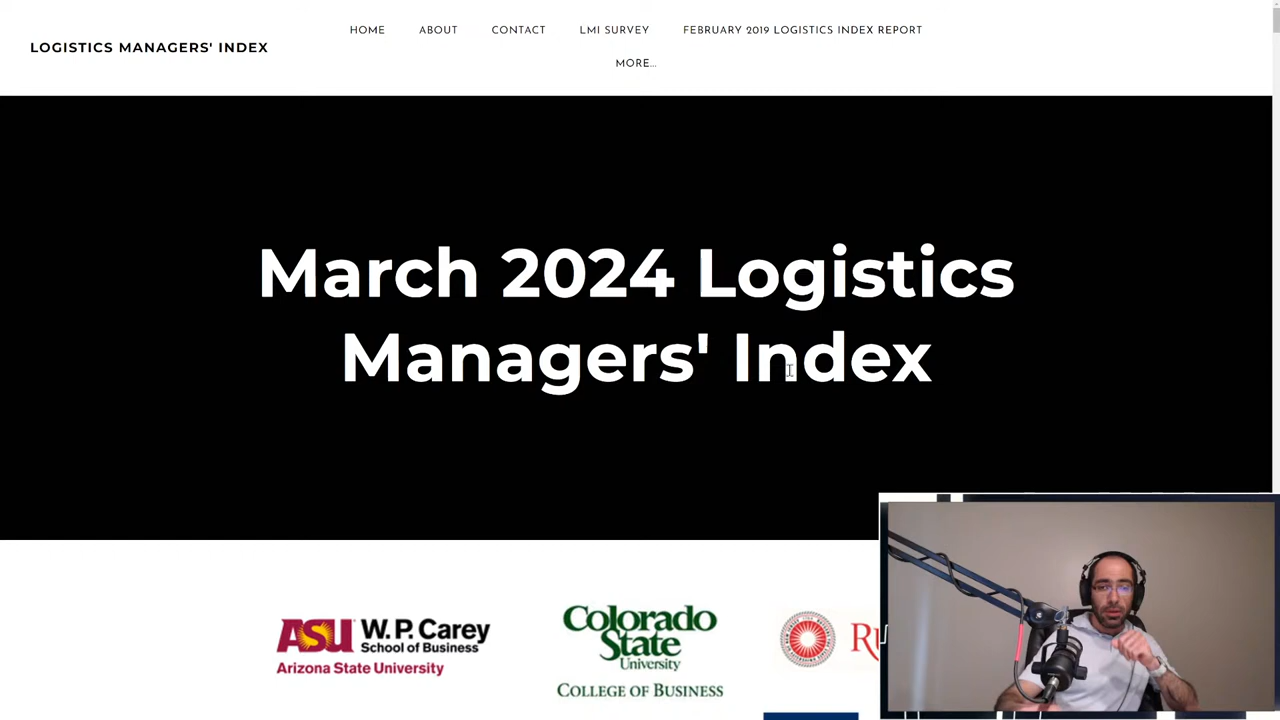 LOGISTICS MANAGERS' INDEX
HOME ABOUT CONTACT LMI SURVEY FEBRUARY 2019 LOGISTICS INDEX REPORT
MORE...
March 2024 Logistics
Managers' Index
ASU W. P. Carey
School of Business
Arizona State University
Colorado
State
University
COLLEGE OF BUSINESS